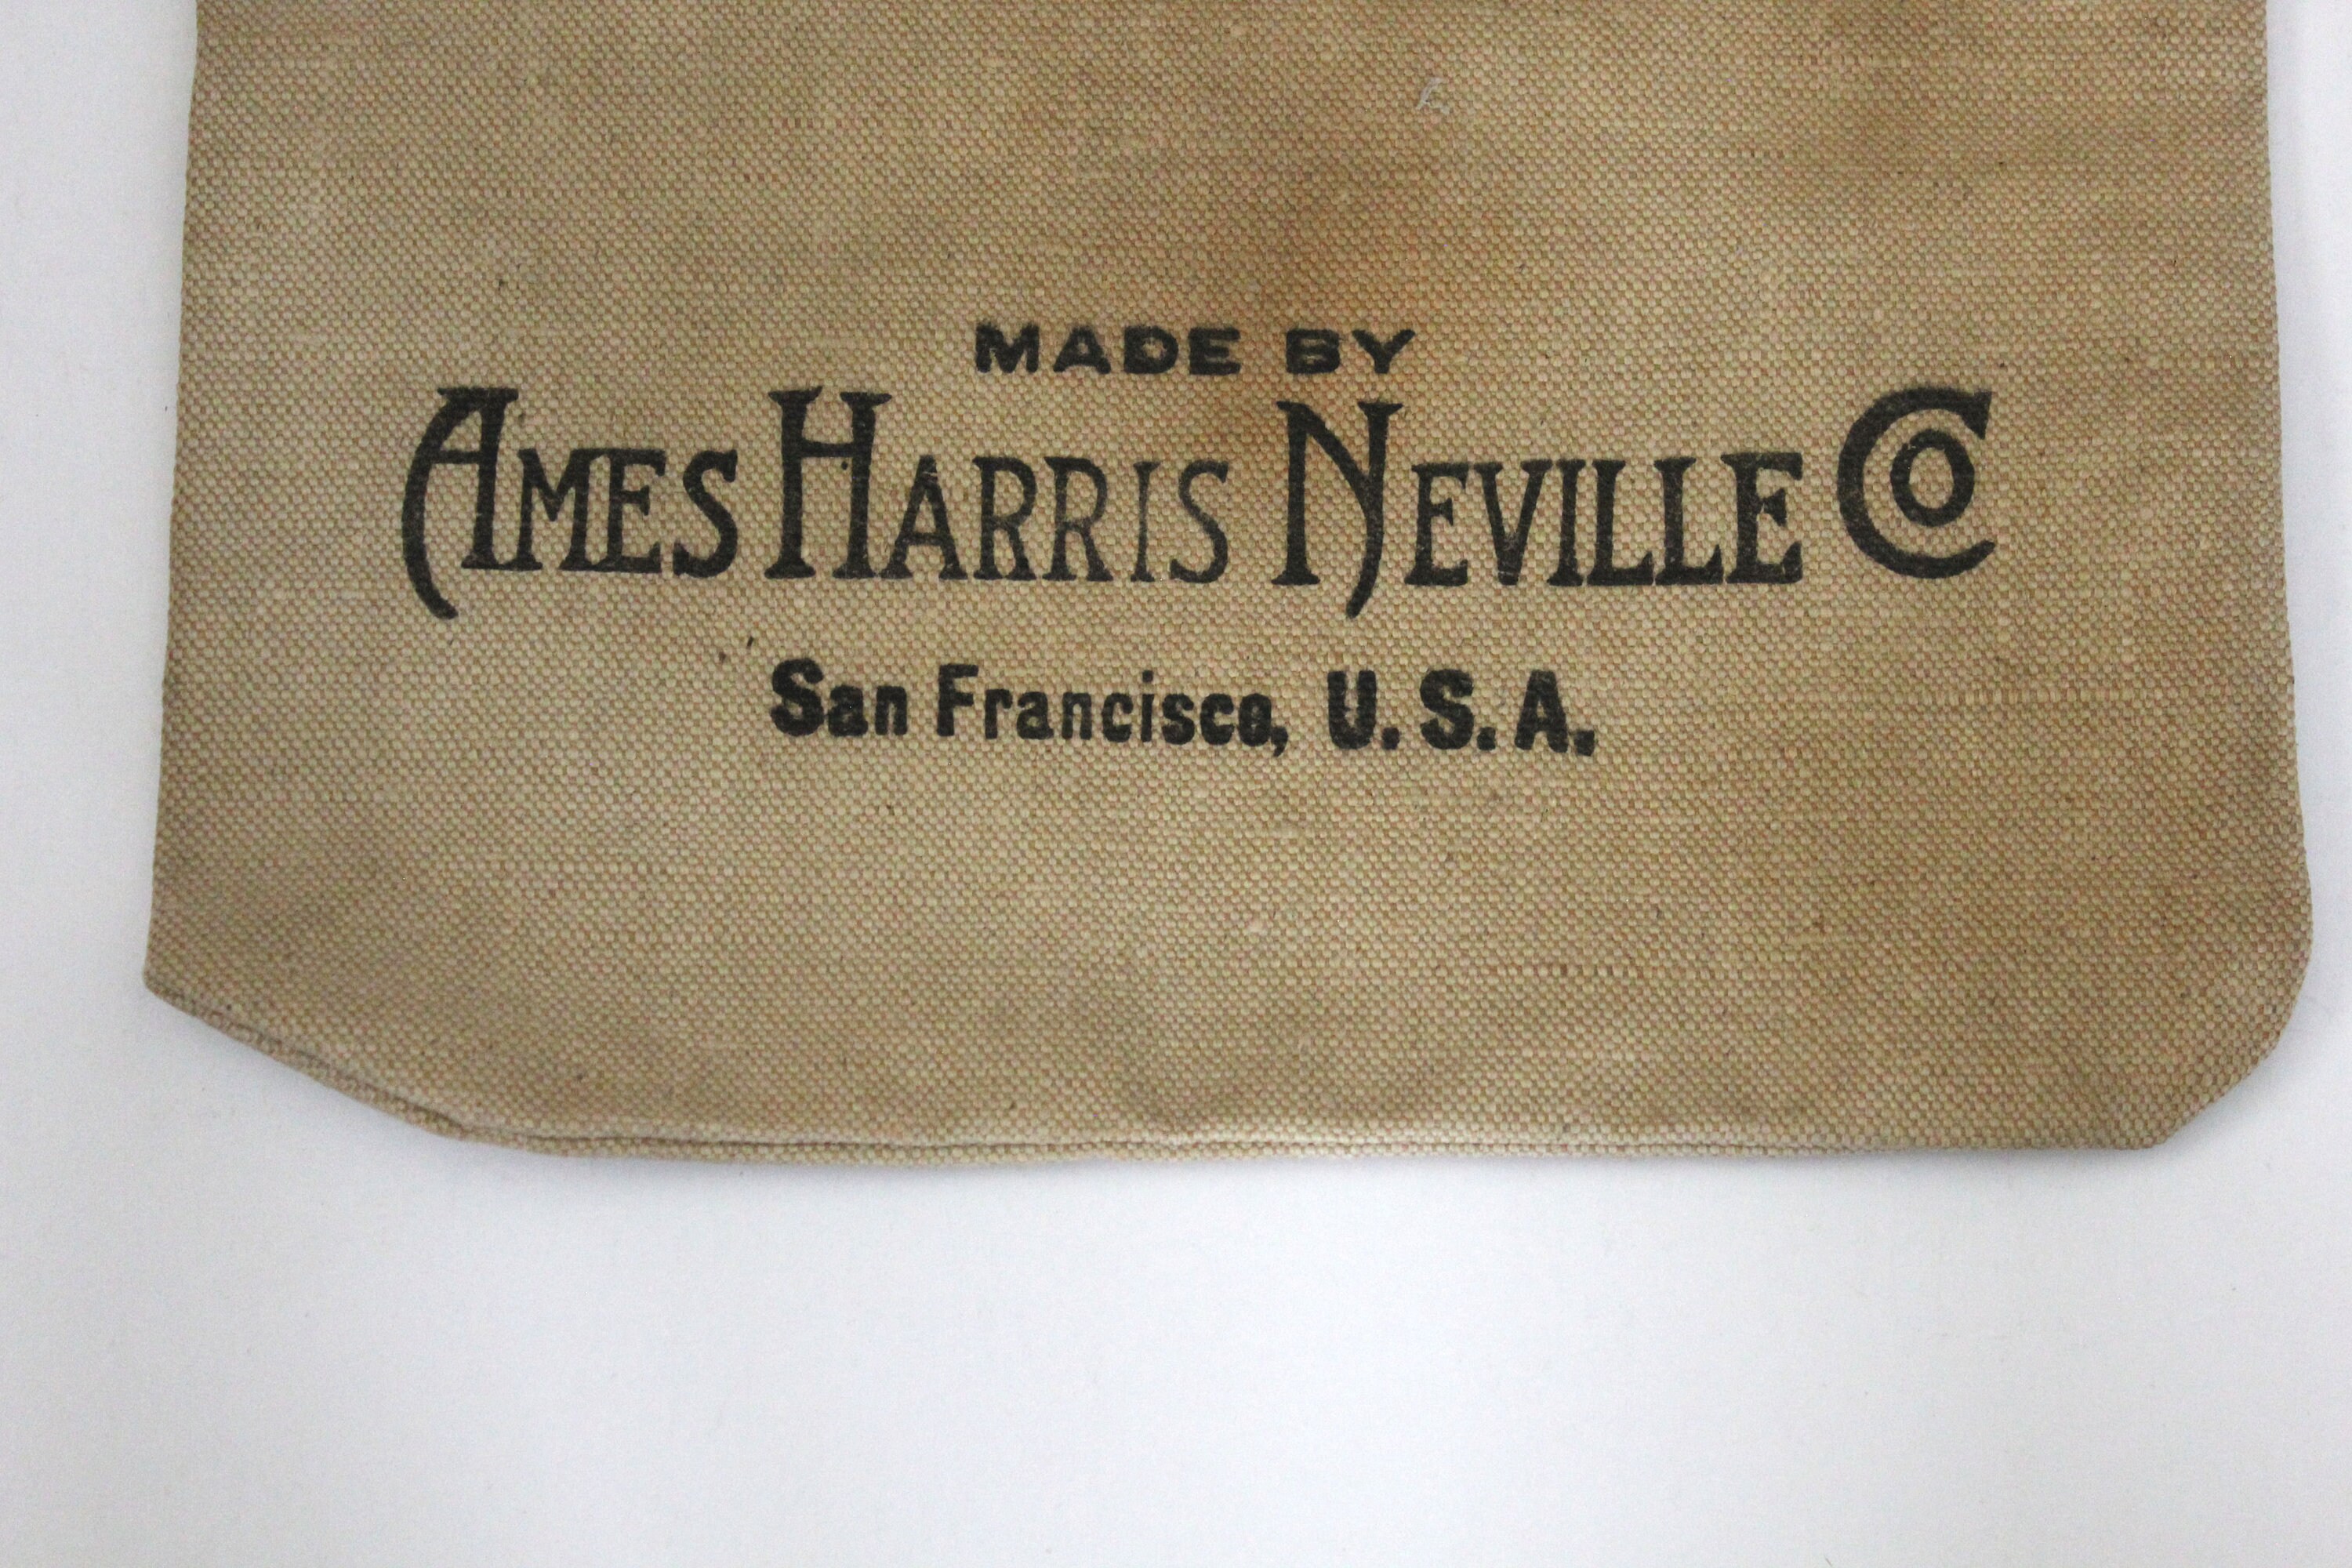 MADE BY
AMES HARRIS NEVILLE CO
San Francisco, U.S.A.